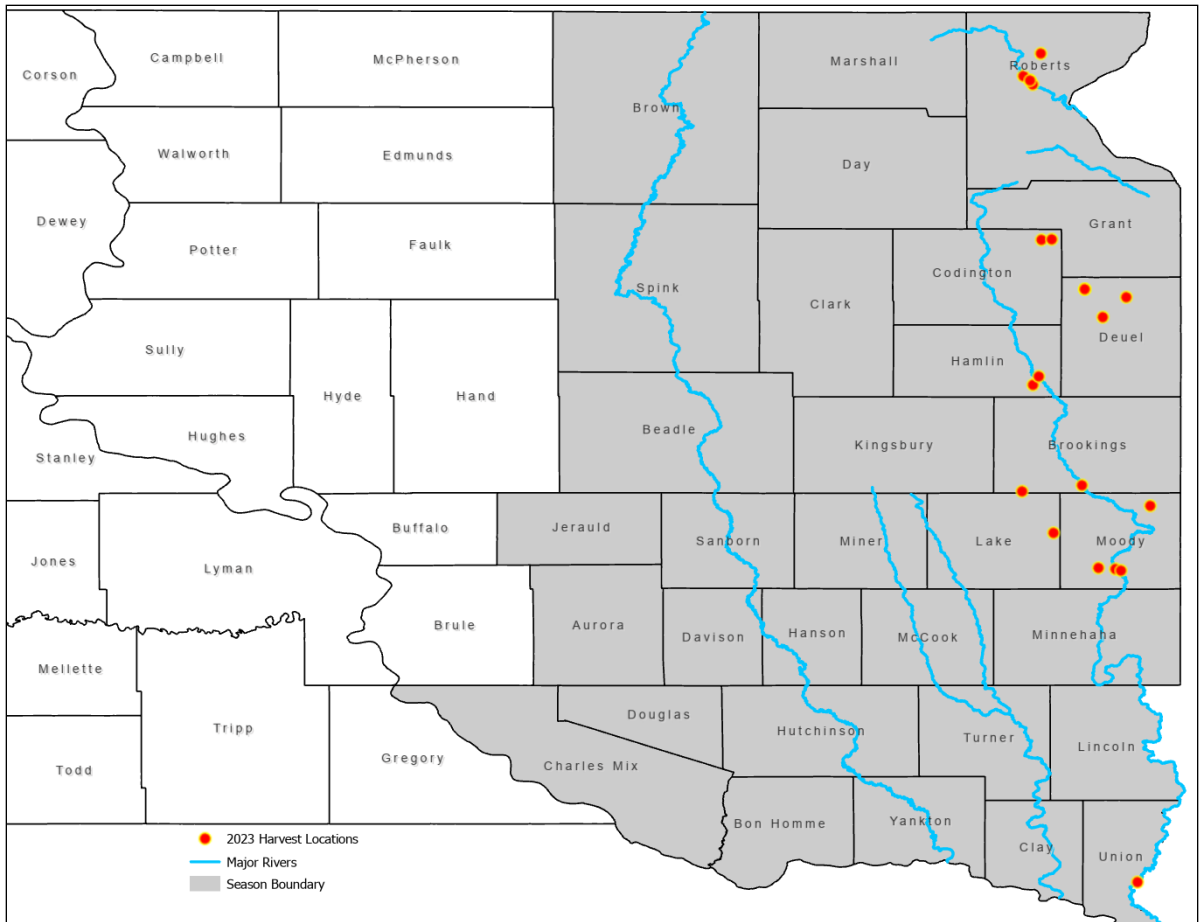 Corson
Campbell
McPherson
Marshall
Roberts
Brown
Walworth
Edmunds
Day
Dewey
Potter
Faulk
Grant
Codington
Spink
Clark
Deuel
Sully
Hamlin
Hyde
Hand
Hughes
Beadle
Kingsbury
Brookings
Stanley
Buffalo
Jerauld
Sanborn
Miner
Lake
Moody
Jones
Lyman
Brule
Aurora
Davison
Hanson
McCook
Minnehaha
Mellette
Tripp
Douglas
Hutchinson
Turner
Lincoln
Todd
Gregory
Charles Mix
Bon Homme
Yankton
Clay
Union
2023 Harvest Locations
Major Rivers
Season Boundary